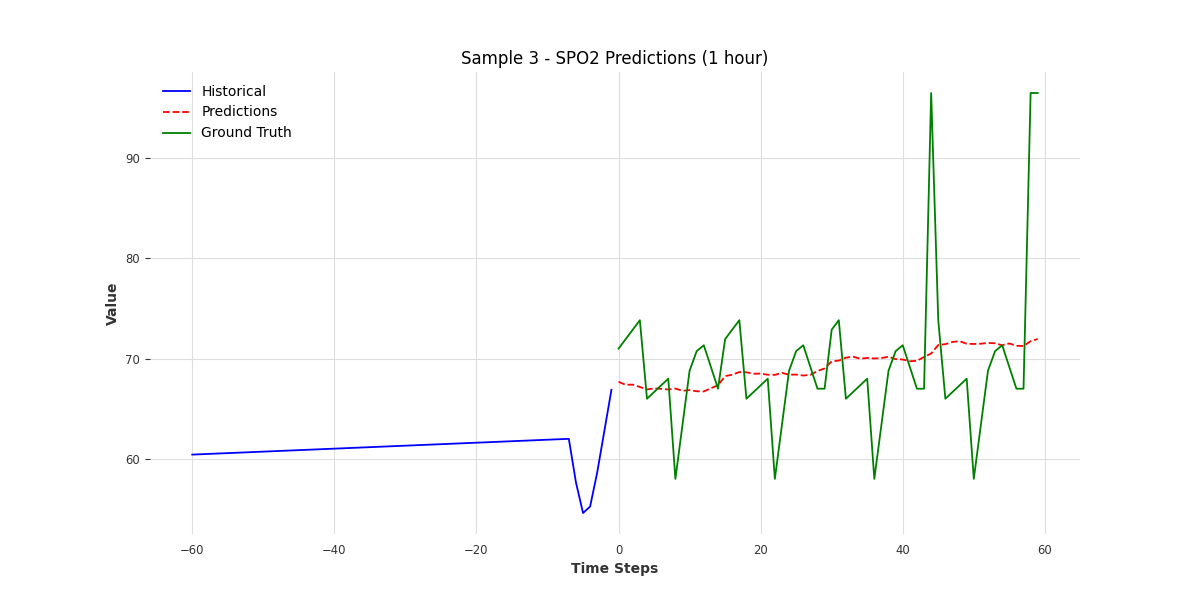 Sample 3 - SPO2 Predictions (1 hour)
Historical
Predictions
Ground Truth
90
80
70
60
Value
−60
−40
−20
0
20
40
60
Time Steps